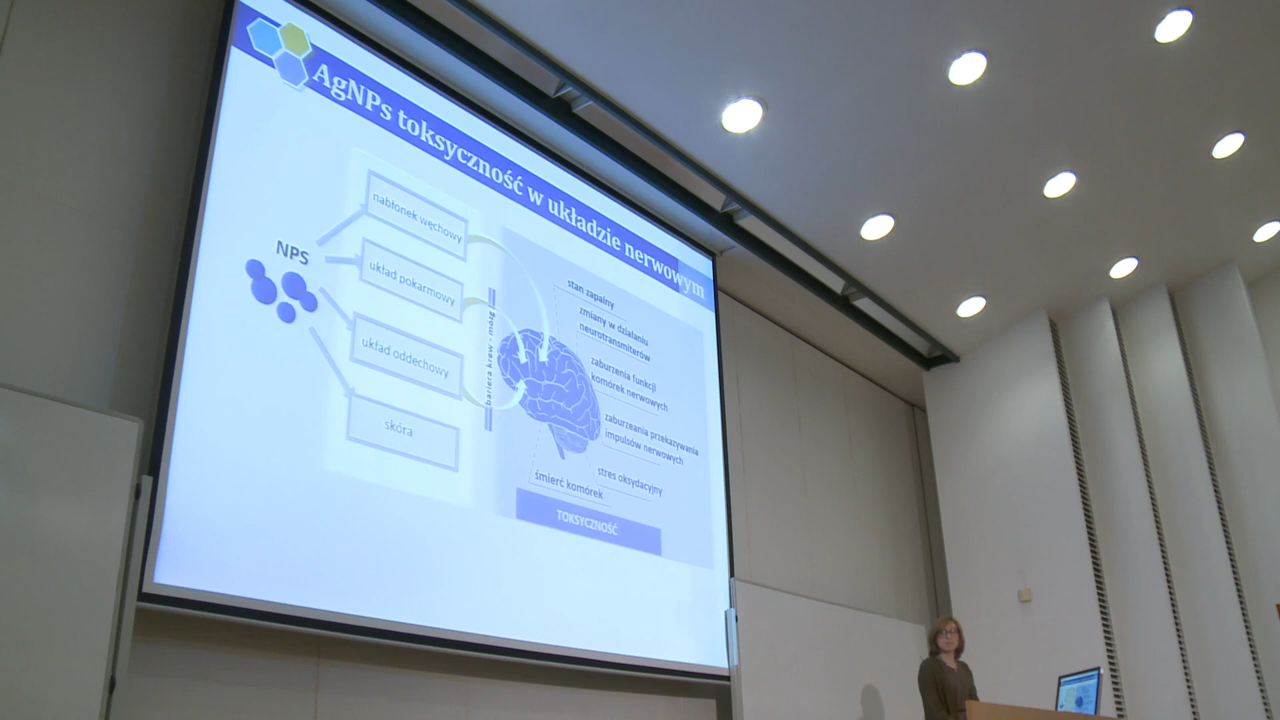 AgNPs toksyczność w układzie nerwowym
NPS
nabłonek węchowy
układ pokarmowy
układ oddechowy
skóra
bariera krew - mózg
stan zapalny
zmiany w działaniu
neurotransmiterów
zaburzenia funkcji
komórek nerwowych
zaburzeania przekazywania
impulsów nerwowych
stres oksydacyjny
śmierć komórek
TOKSYCZNOŚĆ